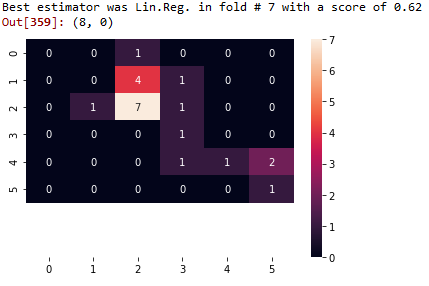 Best estimator was Lin.Reg. in fold # 7 with a score of 0.62
Out[359]: (8, 0)
0 0 0 1 0 0 0
1 0 0 4 1 0 0
2 0 1 7 1 0 0
3 0 0 0 1 0 0
4 0 0 0 1 1 2
5 0 0 0 0 0 1
0 1 2 3 4 5
7
6
5
4
3
2
1
0